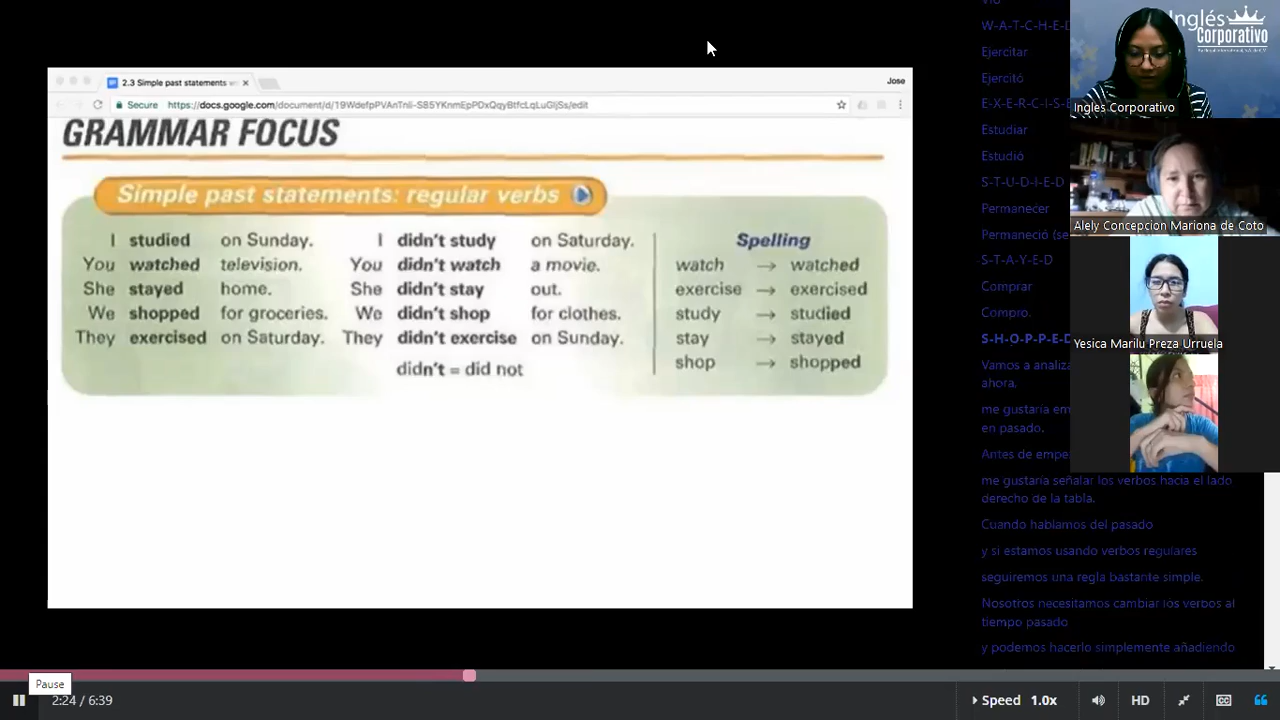 2.3 Simple past statements
Jose
Secure
https://docs.google.com/document/d/19WdefpPVAnTnli-S85YKnmEpPDxQqyBtfcLqLuGljSs/edit
GRAMMAR FOCUS
Simple past statements: regular verbs
I studied on Sunday. I didn't study on Saturday. Spelling
You watched television. You didn't watch a movie. watch → watched
She stayed home. She didn't stay out. exercise → exercised
We shopped for groceries. We didn't shop for clothes. study → studied
They exercised on Saturday. They didn't exercise on Sunday. stay → stayed
didn't = did not shop → shopped
W-A-T-C-H-E-D
Ejercitar
Ejercitó
E-X-E-R-C-I-S-E
Estudiar
Estudió
S-T-U-D-I-E-D
Permanecer
Permaneció (se
S-T-A-Y-E-D
Comprar
Compro.
S-H-O-P-P-E-D
Vamos a analiza
ahora,
me gustaría em
en pasado.
Antes de empe
me gustaría señalar los verbos hacia el lado
derecho de la tabla.
Cuando hablamos del pasado
y si estamos usando verbos regulares
seguiremos una regla bastante simple.
Nosotros necesitamos cambiar los verbos al
tiempo pasado
y podemos hacerlo simplemente añadiendo
Inglés
Corporativo
Ingles Corporativo
Alely Concepcion Mariona de Coto
Yesica Marilu Preza Urruela
Pause
2:24 / 6:39
Speed 1.0x
HD
CC